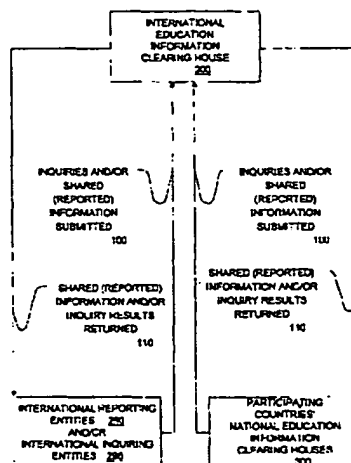 INTERNATIONAL
EDUCATION
INFORMATION
CLEARING HOUSE
200
INQUIRIES AND/OR
SHARED
(REPORTED)
INFORMATION
SUBMITTED
100
INQUIRIES AND/OR
SHARED
(REPORTED)
INFORMATION
SUBMITTED
100
SHARED (REPORTED)
INFORMATION AND/OR
INQUIRY RESULTS
RETURNED
110
SHARED (REPORTED)
INFORMATION AND/OR
INQUIRY RESULTS
RETURNED
110
INTERNATIONAL REPORTING
ENTITIES
AND/OR
INTERNATIONAL INQUIRING
ENTITIES
PARTICIPATING
COUNTRIES'
NATIONAL EDUCATION
INFORMATION
CLEARING HOUSES